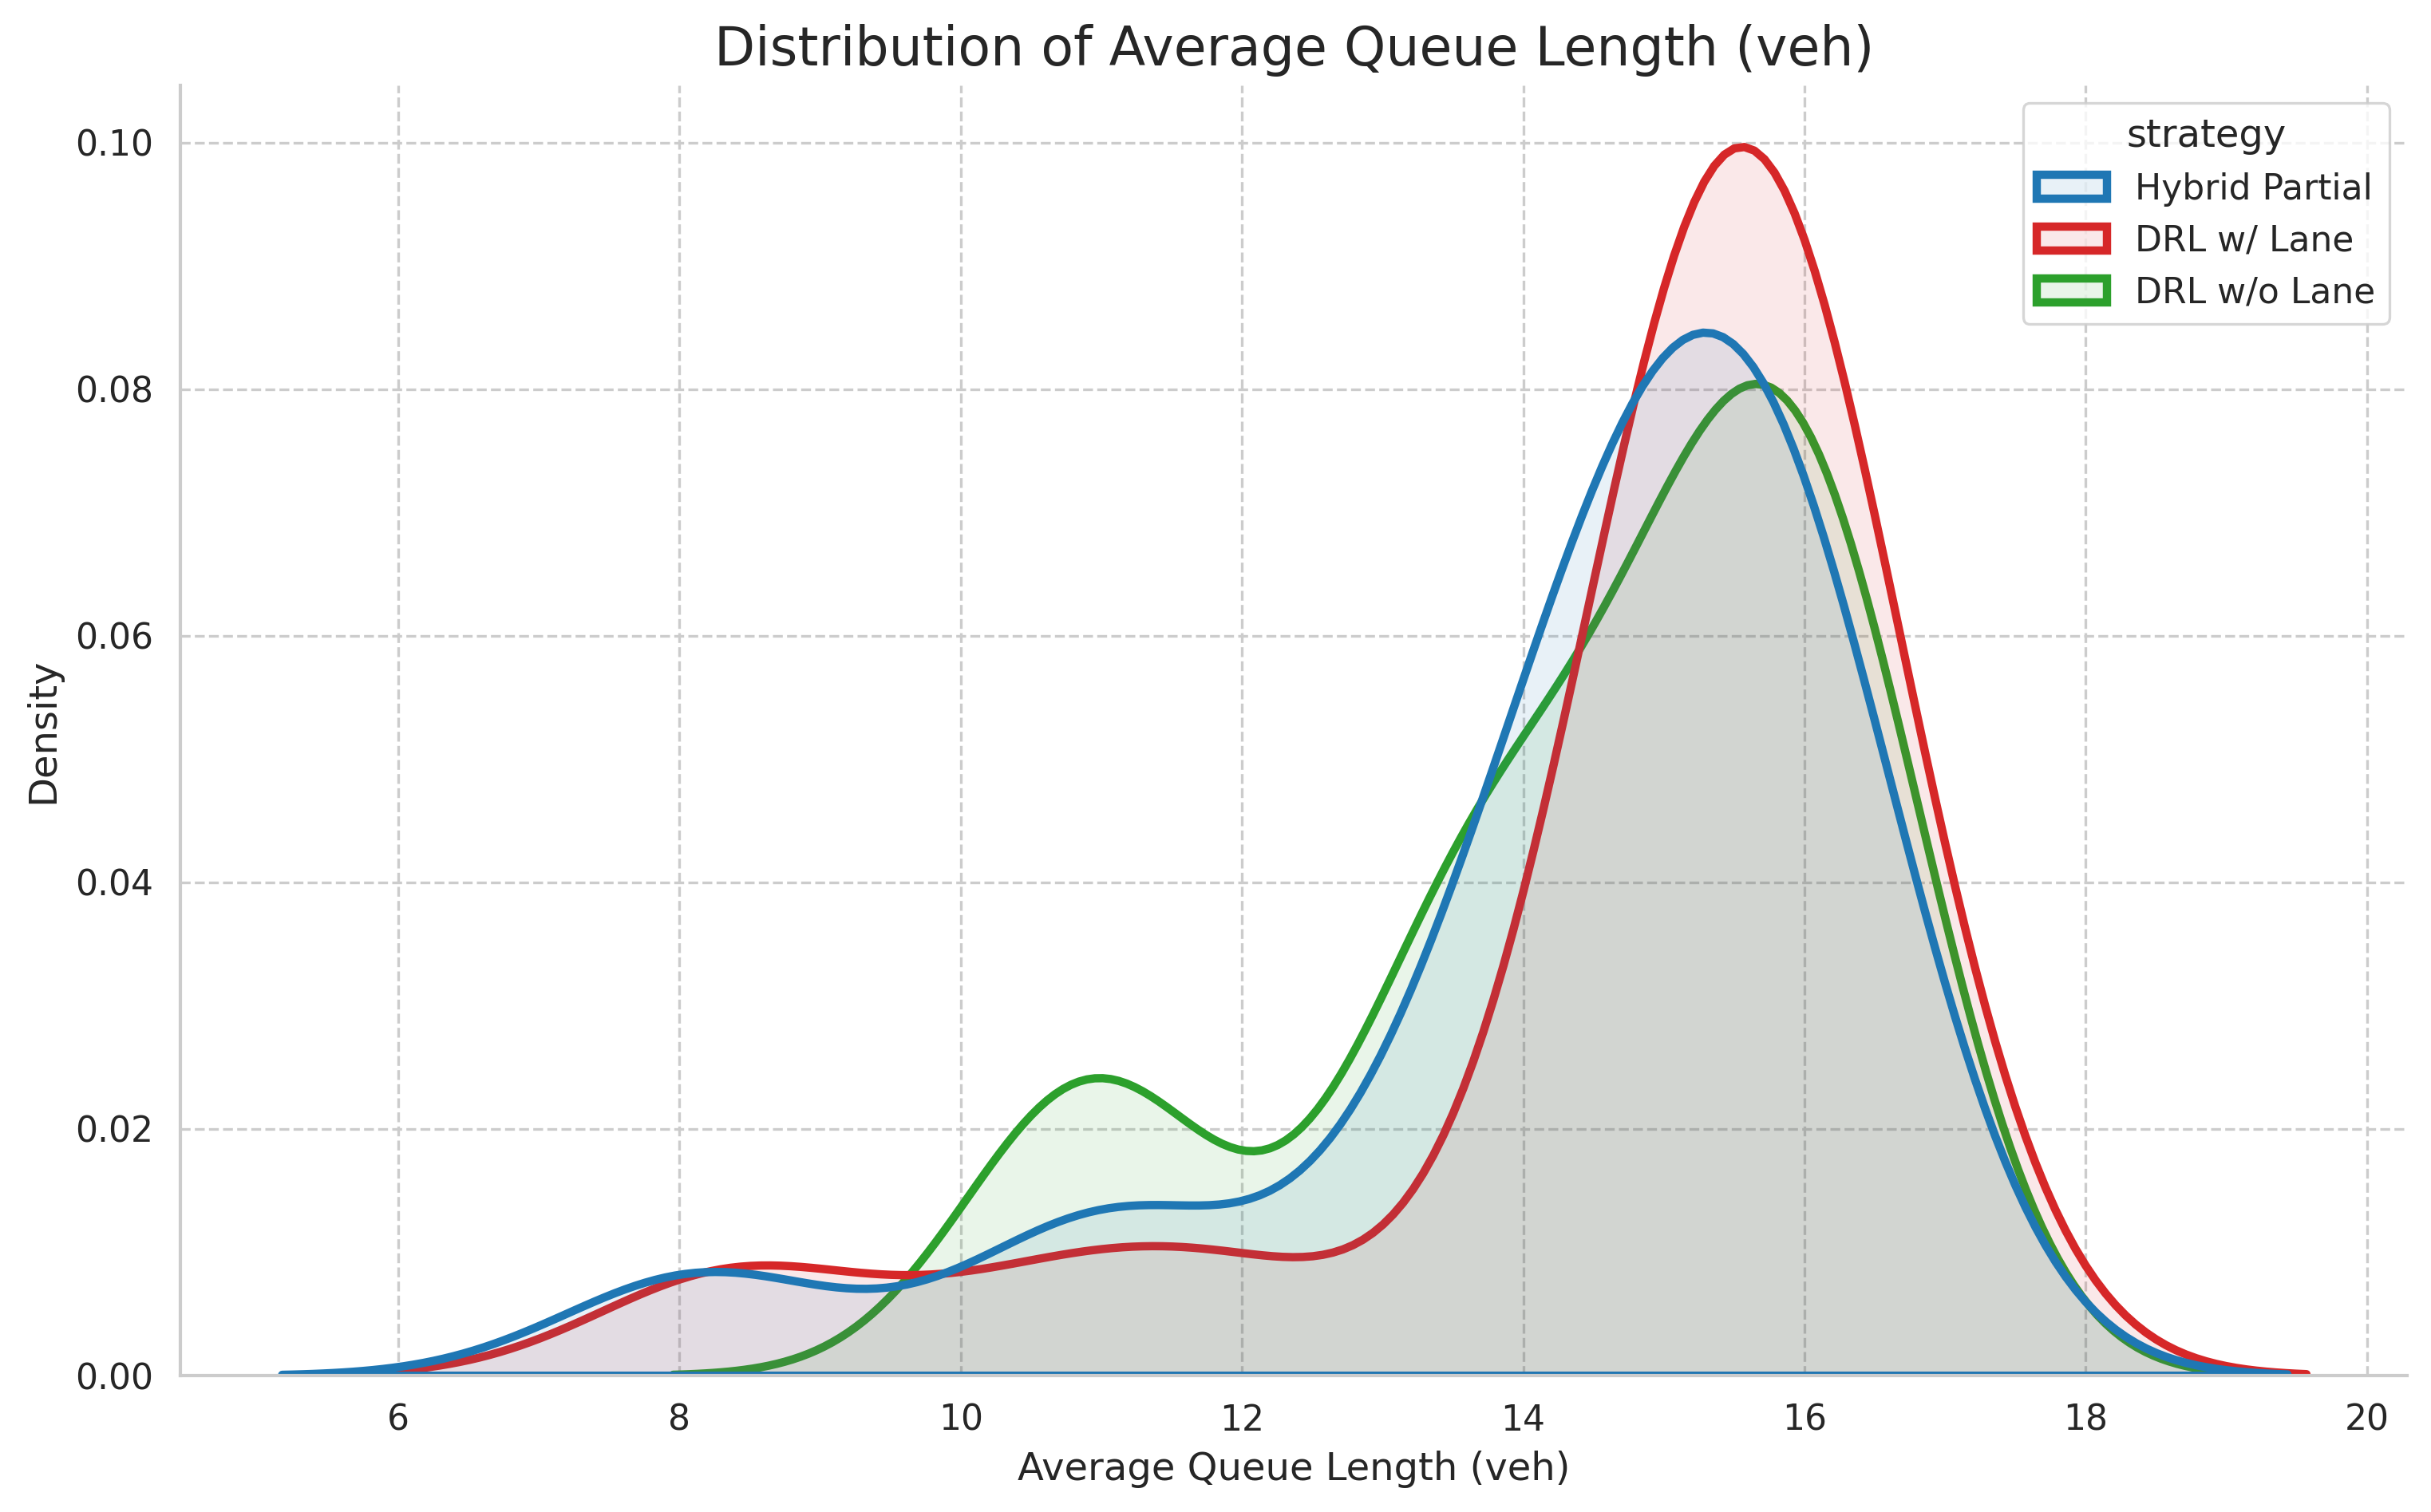 Distribution of Average Queue Length (veh)
strategy
Hybrid Partial
DRL w/ Lane
DRL w/o Lane
Density
0.10
0.08
0.06
0.04
0.02
0.00
6 8 10 12 14 16 18 20
Average Queue Length (veh)